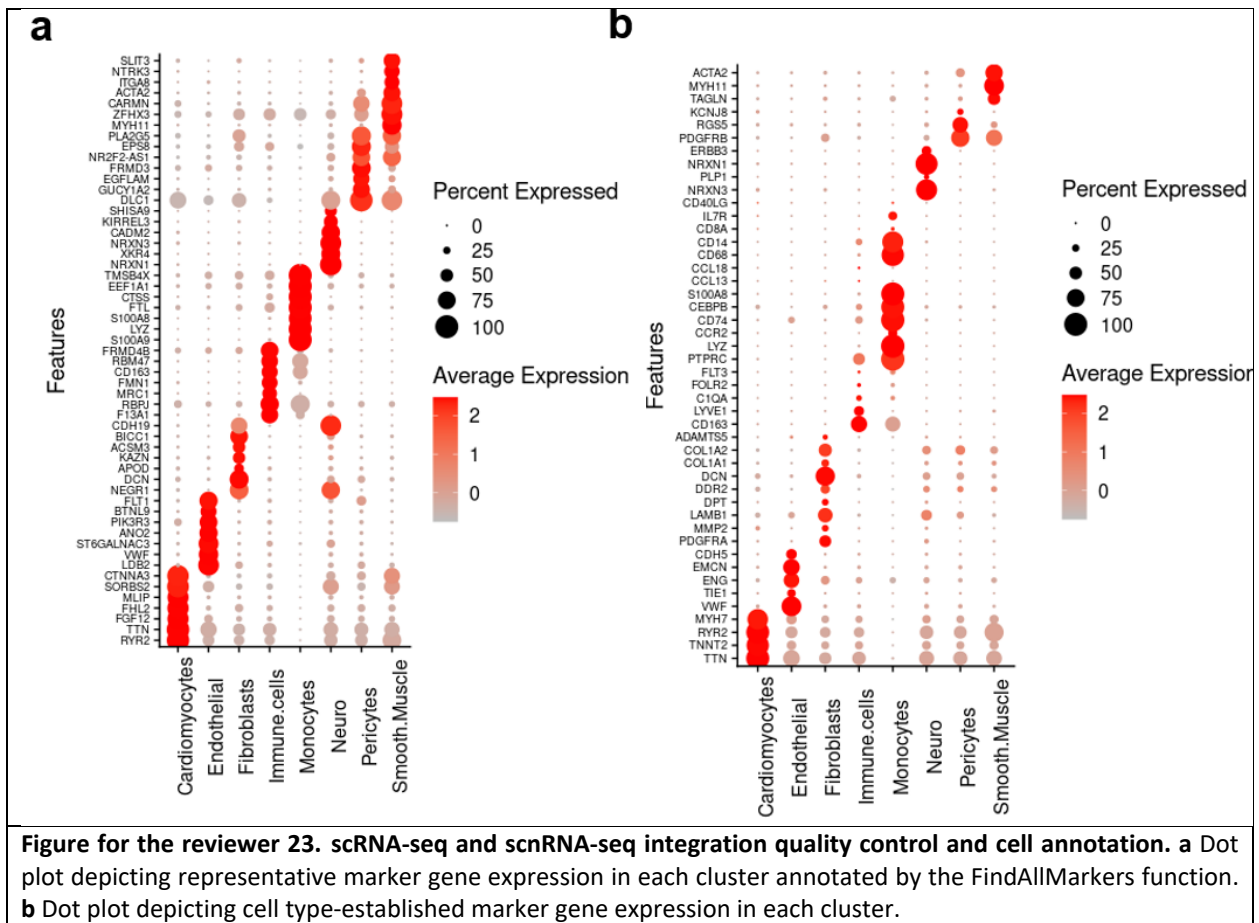 a
SLIT3
NTRK3
ITGA8
ACTA2
CARMN
ZFHX3
MYH11
PLA2G5
EPS8
NR2F2-AS1
FRMD3
EGFLAM
GUCY1A2
DLC1
SHISA9
KIRREL3
CADM2
NRXN3
XKR4
NRXN1
TMSB4X
EEF1A1
CTSS
FTL
S100A8
LYZ
S100A9
FRMD4B
RBM47
CD163
FMN1
MRC1
RBPJ
F13A1
CDH19
BICC1
ACSM3
KAZN
APOD
DCN
NEGR1
FLT1
BTNL9
PIK3R3
ANO2
ST6GALNAC3
VWF
LDB2
CTNNA3
SORBS2
MLIP
FHL2
FGF12
TTN
RYR2
Features
Cardiomyocytes
Endothelial
Fibroblasts
Immune.cells
Monocytes
Neuro
Pericytes
Smooth.Muscle
Percent Expressed
0
25
50
75
100
Average Expression
2
1
0
b
ACTA2
MYH11
TAGLN
KCNJ8
RGS5
PDGFRB
ERBB3
NRXN1
PLP1
NRXN3
CD40LG
IL7R
CD8A
CD14
CD68
CCL18
CCL13
S100A8
CEBPB
CD74
CCR2
LYZ
PTPRC
FLT3
FOLR2
C1QA
LYVE1
CD163
ADAMTS5
COL1A2
COL1A1
DCN
DDR2
DPT
LAMB1
MMP2
PDGFRA
CDH5
EMCN
ENG
TIE1
VWF
MYH7
RYR2
TNNT2
TTN
Features
Cardiomyocytes
Endothelial
Fibroblasts
Immune.cells
Monocytes
Neuro
Pericytes
Smooth.Muscle
Percent Expressed
0
25
50
75
100
Average Expression
2
1
0
Figure for the reviewer 23. scRNA-seq and scnRNA-seq integration quality control and cell annotation. a Dot
plot depicting representative marker gene expression in each cluster annotated by the FindAllMarkers function.
b Dot plot depicting cell type-established marker gene expression in each cluster.